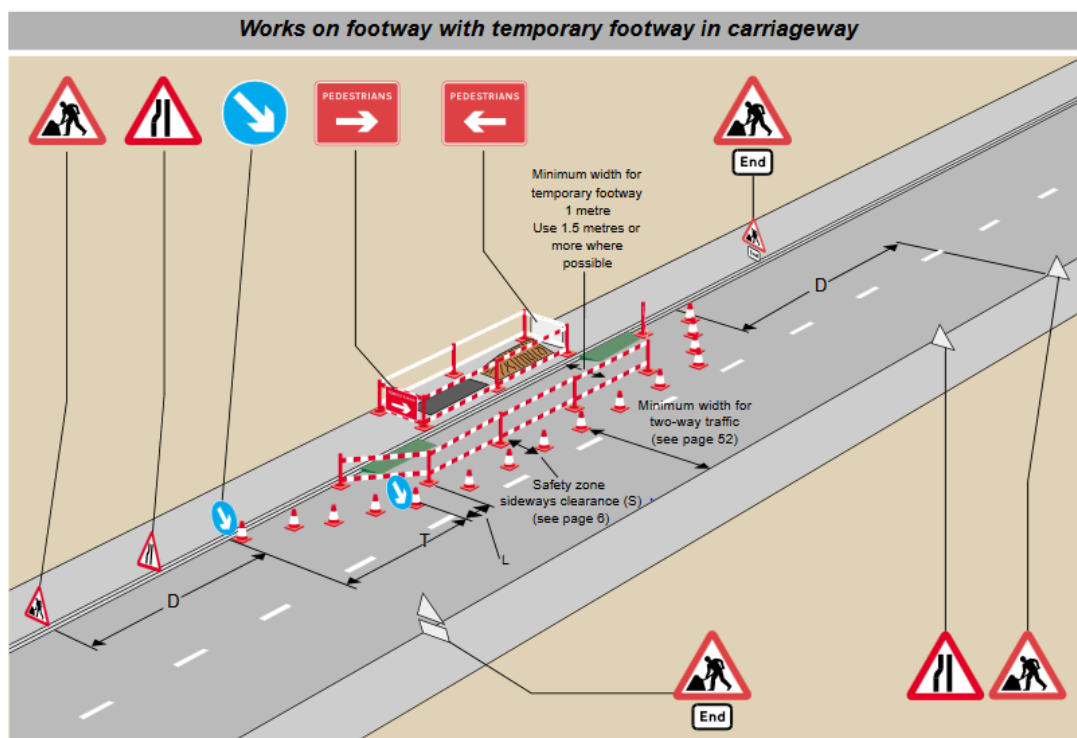 Works on footway with temporary footway in carriageway
PEDESTRIANS
PEDESTRIANS
End
Minimum width for
temporary footway
1 metre
Use 1.5 metres or
more where
possible
D
Minimum width for
two-way traffic
(see page 52)
Safety zone
sideways clearance (S)
(see page 6)
T
L
D
End